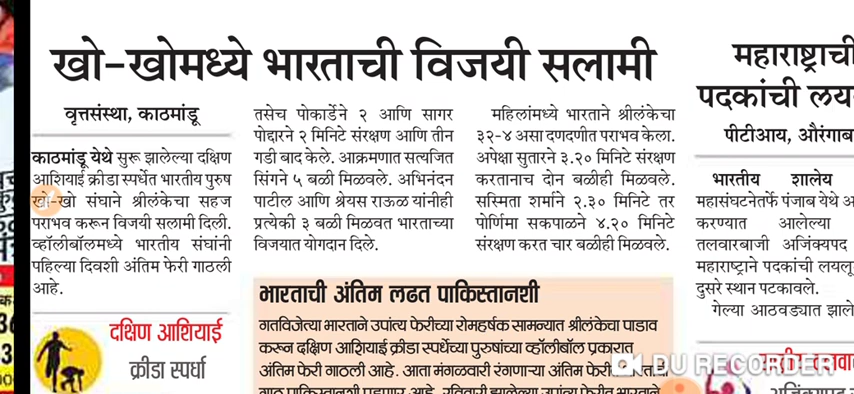 खो-खोमध्ये भारताची विजयी सलामी
वृत्तसंस्था, काठमांडू
काठमांडू येथे सुरू झालेल्या दक्षिण
आशियाई क्रीडा स्पर्धेत भारतीय पुरुष
खो-खो संघाने श्रीलंकेचा सहज
पराभव करून विजयी सलामी दिली.
व्हॉलीबॉलमध्ये भारतीय संघांनी
पहिल्या दिवशी अंतिम फेरी गाठली
आहे.
दक्षिण आशियाई
क्रीडा स्पर्धा
तसेच पोकार्डेने २ आणि सागर
पोद्दारने २ मिनिटे संरक्षण आणि तीन
गडी बाद केले. आक्रमणात सत्यजित
सिंगने ५ बळी मिळवले. अभिनंदन
पाटील आणि श्रेयस राऊळ यांनीही
प्रत्येकी ३ बळी मिळवत भारताच्या
विजयात योगदान दिले.
महिलांमध्ये भारताने श्रीलंकेचा
३२-४ असा दणदणीत पराभव केला.
अपेक्षा सुतारने ३.२० मिनिटे संरक्षण
करतानाच दोन बळीही मिळवले.
सस्मिता शर्माने २.३० मिनिटे तर
पोर्णिमा सकपाळने ४.२० मिनिटे
संरक्षण करत चार बळीही मिळवले.
भारताची अंतिम लढत पाकिस्तानशी
गतविजेत्या भारताने उपांत्य फेरीच्या रोमहर्षक सामन्यात श्रीलंकेचा पाडाव
करून दक्षिण आशियाई क्रीडा स्पर्धेच्या पुरुषांच्या व्हॉलीबॉल प्रकारात
अंतिम फेरी गाठली आहे. आता मंगळवारी रंगणाऱ्या अंतिम
महाराष्ट्राची
पदकांची लय
पीटीआय, औरंगाब
भारतीय शालेय
महासंघटनेतर्फे पंजाब येथे अ
करण्यात आलेल्या
तलवारबाजी अजिंक्यपद
महाराष्ट्राने पदकांची लयलू
दुसरे स्थान पटकावले.
गेल्या आठवड्यात झाले
DU RECORDER